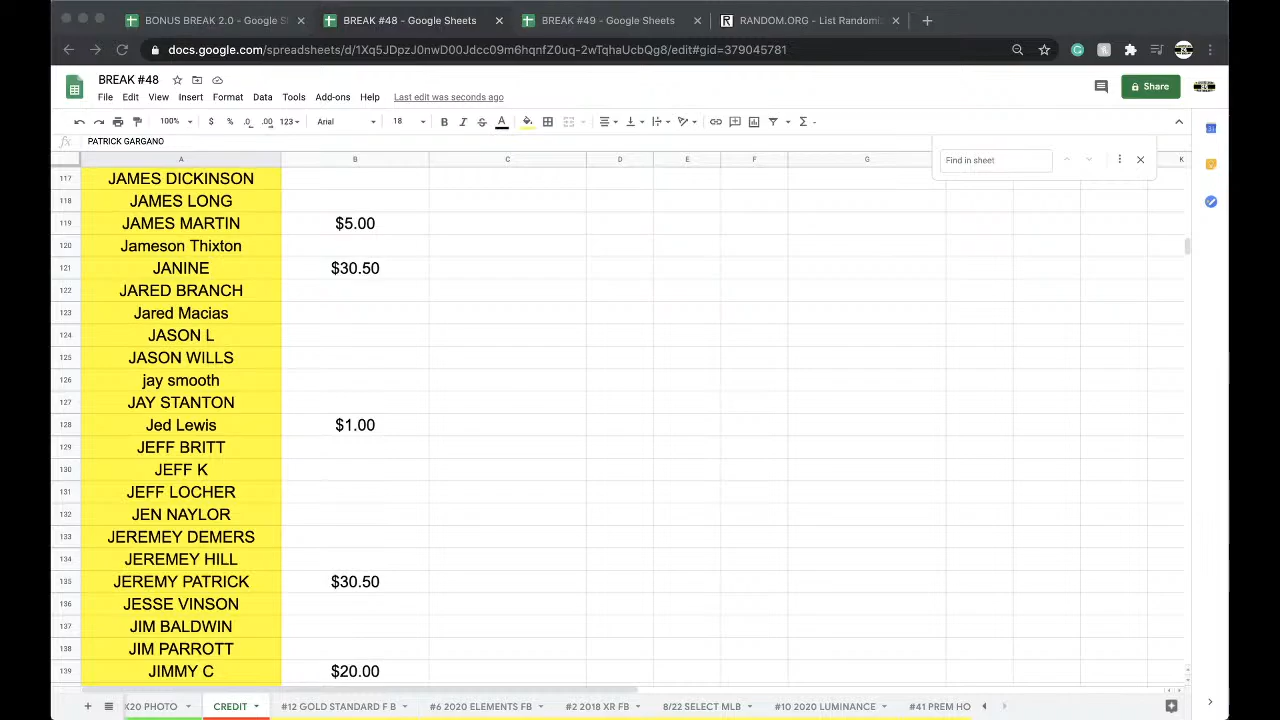 BONUS BREAK 2.0 - Google S
BREAK #48 - Google Sheets
BREAK #49 - Google Sheets
RANDOM.ORG - List Randomi
docs.google.com/spreadsheets/d/1Xq5JDpzJ0nwD00Jdcc09m6hqnfZ0uq-2wTqhaUcbQg8/edit#gid=379045781
BREAK #48
File Edit View Insert Format Data Tools Add-ons Help Last edit was seconds ago
Share
100% $ % .0 .00 123 Arial 18 B I S A
fx PATRICK GARGANO
Find in sheet
A B C D E F G K
117 JAMES DICKINSON
118 JAMES LONG
119 JAMES MARTIN $5.00
120 Jameson Thixton
121 JANINE $30.50
122 JARED BRANCH
123 Jared Macias
124 JASON L
125 JASON WILLS
126 jay smooth
127 JAY STANTON
128 Jed Lewis $1.00
129 JEFF BRITT
130 JEFF K
131 JEFF LOCHER
132 JEN NAYLOR
133 JEREMEY DEMERS
134 JEREMEY HILL
135 JEREMY PATRICK $30.50
136 JESSE VINSON
137 JIM BALDWIN
138 JIM PARROTT
139 JIMMY C $20.00
X20 PHOTO CREDIT #12 GOLD STANDARD F B #6 2020 ELEMENTS FB #2 2018 XR FB 8/22 SELECT MLB #10 2020 LUMINANCE #41 PREM HO